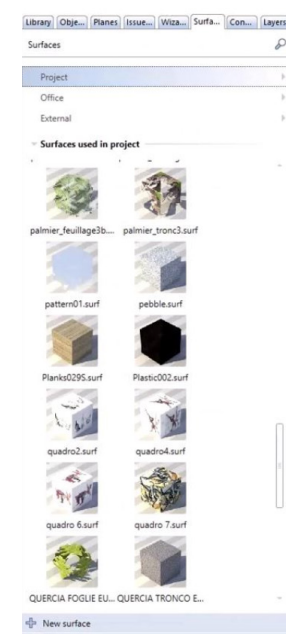 Library Obje... Planes Issue... Wiza... Surfa... Con... Layers
Surfaces
Project
Office
External
Surfaces used in project
palmier_feuillage3b.... palmier_tronc3.surf
pattern01.surf pebble.surf
Planks029S.surf Plastic002.surf
quadro2.surf quadro4.surf
quadro 6.surf quadro 7.surf
QUERCIA FOGLIE EU... QUERCIA TRONCO E...
New surface